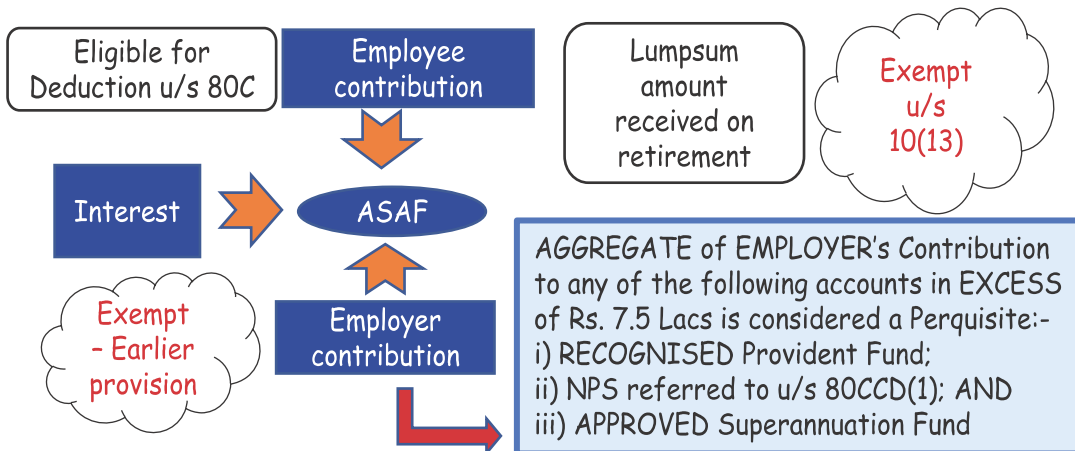 Eligible for
Deduction u/s 80C
Employee
contribution
Lumpsum
amount
received on
retirement
Exempt
u/s
10(13)
Interest
ASAF
Exempt
– Earlier
provision
Employer
contribution
AGGREGATE of EMPLOYER's Contribution
to any of the following accounts in EXCESS
of Rs. 7.5 Lacs is considered a Perquisite:-
i) RECOGNISED Provident Fund;
ii) NPS referred to u/s 80CCD(1); AND
iii) APPROVED Superannuation Fund